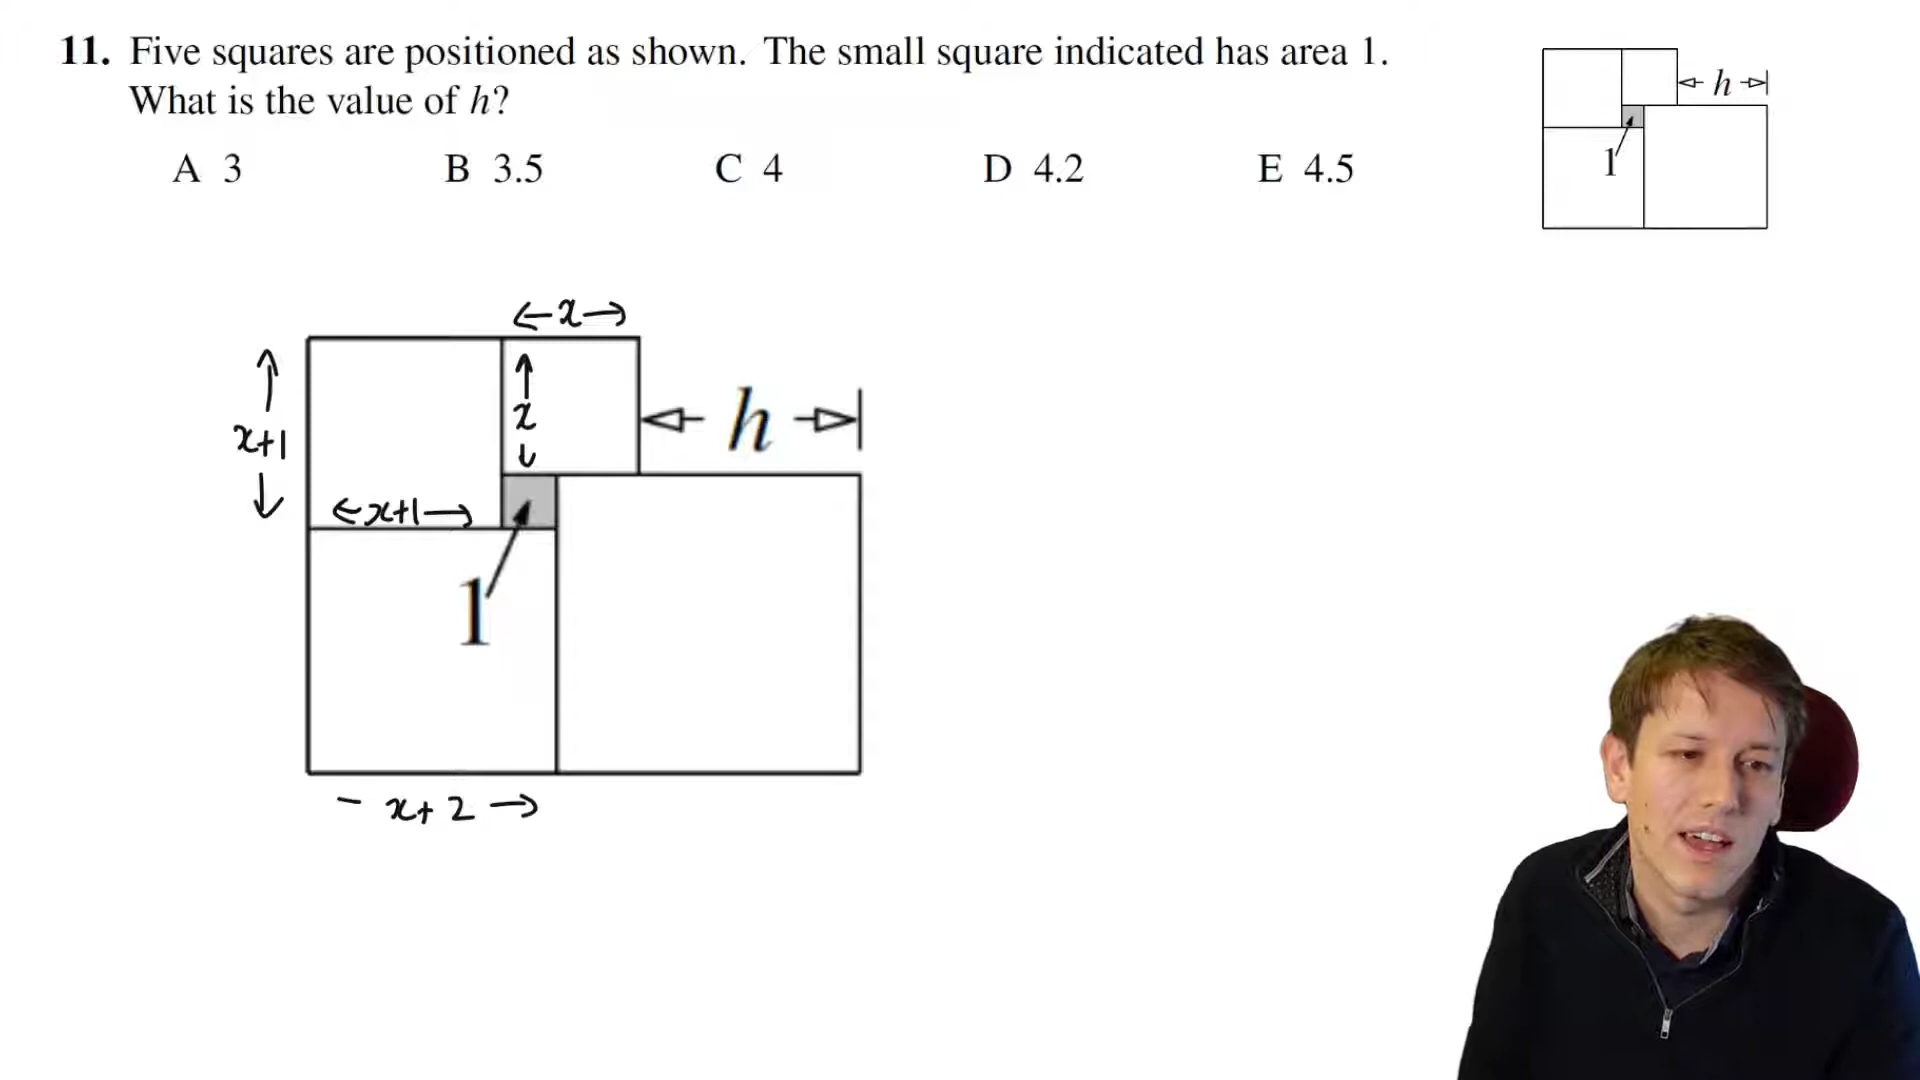 11. Five squares are positioned as shown. The small square indicated has area 1.
What is the value of h?
A 3 B 3.5 C 4 D 4.2 E 4.5
h
1
x
x
x+1
x+1
h
1
x+2